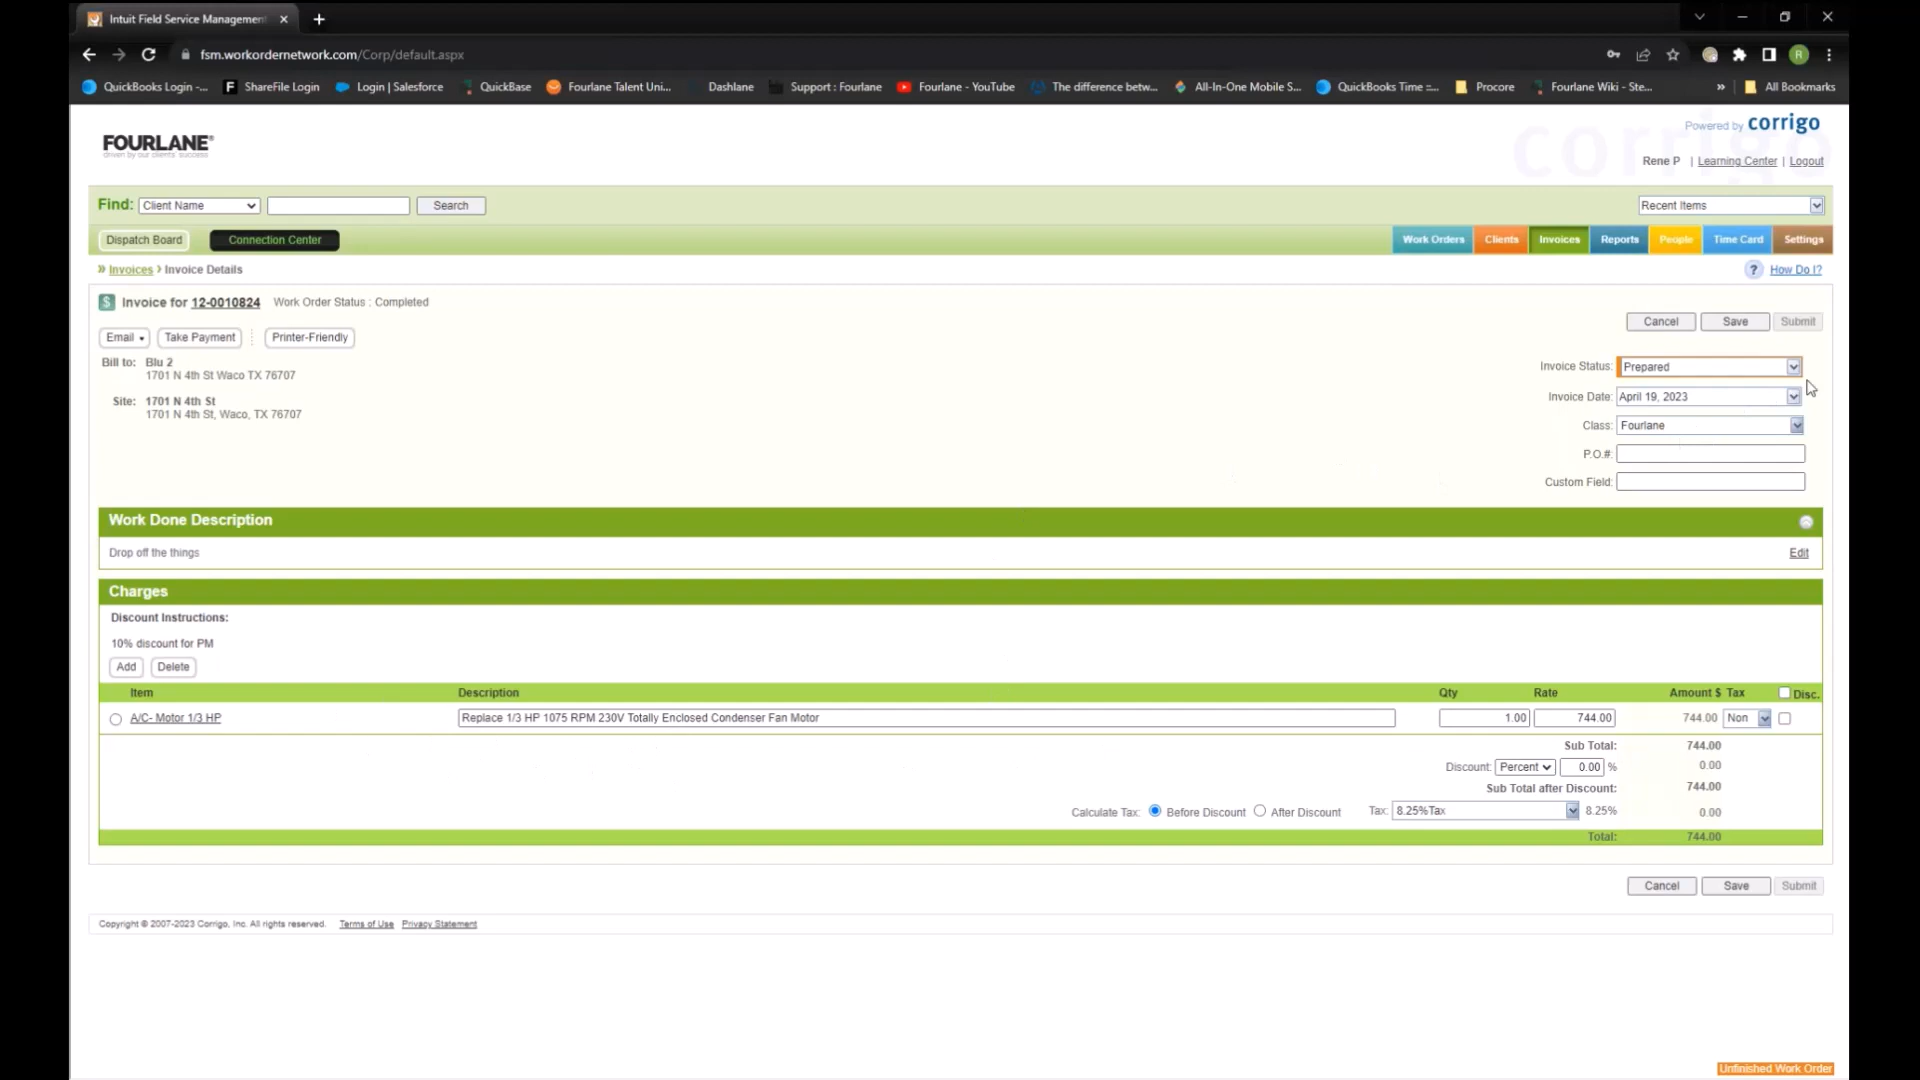 Intuit Field Service Management
fsm.workordernetwork.com/Corp/default.aspx
R
QuickBooks Login -...
ShareFile Login
Login | Salesforce
QuickBase
Fourlane Talent Uni...
Dashlane
Support : Fourlane
Fourlane - YouTube
The difference betw...
All-In-One Mobile S...
QuickBooks Time :...
Procore
Fourlane Wiki - Ste...
»
All Bookmarks
FOURLANE®
driven by our clients' success
Powered by corrigo
Rene P | Learning Center | Logout
Find: Client Name Search Recent Items
Dispatch Board Connection Center Work Orders Clients Invoices Reports People Time Card Settings
» Invoices › Invoice Details ? How Do I?
$ Invoice for 12-0010824 Work Order Status : Completed
Cancel Save Submit
Email Take Payment Printer-Friendly
Bill to: Blu 2
1701 N 4th St Waco TX 76707
Site: 1701 N 4th St
1701 N 4th St, Waco, TX 76707
Invoice Status: Prepared
Invoice Date: April 19, 2023
Class: Fourlane
P.O.#:
Custom Field:
Work Done Description
Drop off the things Edit
Charges
Discount Instructions:
10% discount for PM
Add Delete
Item Description Qty Rate Amount $ Tax Disc.
A/C- Motor 1/3 HP Replace 1/3 HP 1075 RPM 230V Totally Enclosed Condenser Fan Motor 1.00 744.00 744.00 Non
Sub Total: 744.00
Discount: Percent 0.00 % 0.00
Sub Total after Discount: 744.00
Calculate Tax: Before Discount After Discount Tax: 8.25%Tax 8.25% 0.00
Total: 744.00
Cancel Save Submit
Copyright © 2007-2023 Corrigo, Inc. All rights reserved. Terms of Use Privacy Statement
Unfinished Work Order